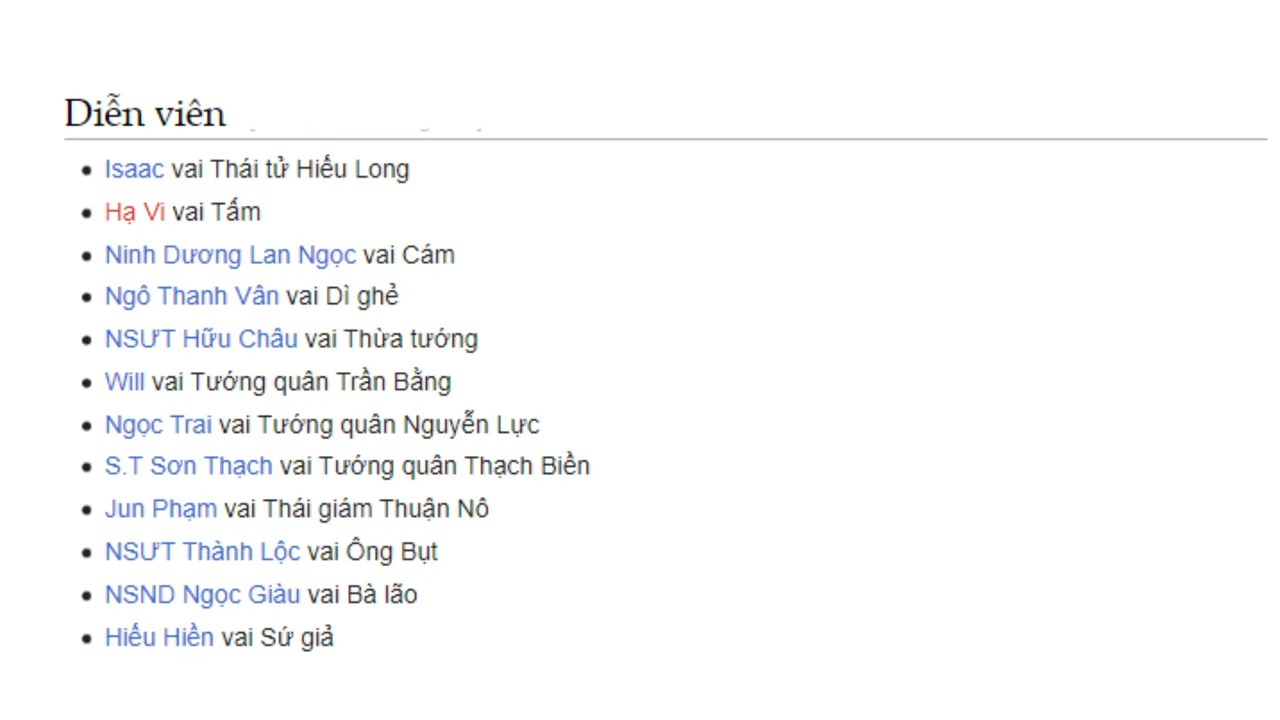 Diễn viên
Isaac vai Thái tử Hiếu Long
Hạ Vi vai Tấm
Ninh Dương Lan Ngọc vai Cám
Ngô Thanh Vân vai Dì ghẻ
NSƯT Hữu Châu vai Thừa tướng
Will vai Tướng quân Trần Bằng
Ngọc Trai vai Tướng quân Nguyễn Lực
S.T Sơn Thạch vai Tướng quân Thạch Biền
Jun Phạm vai Thái giám Thuận Nô
NSƯT Thành Lộc vai Ông Bụt
NSND Ngọc Giàu vai Bà lão
Hiếu Hiền vai Sứ giả